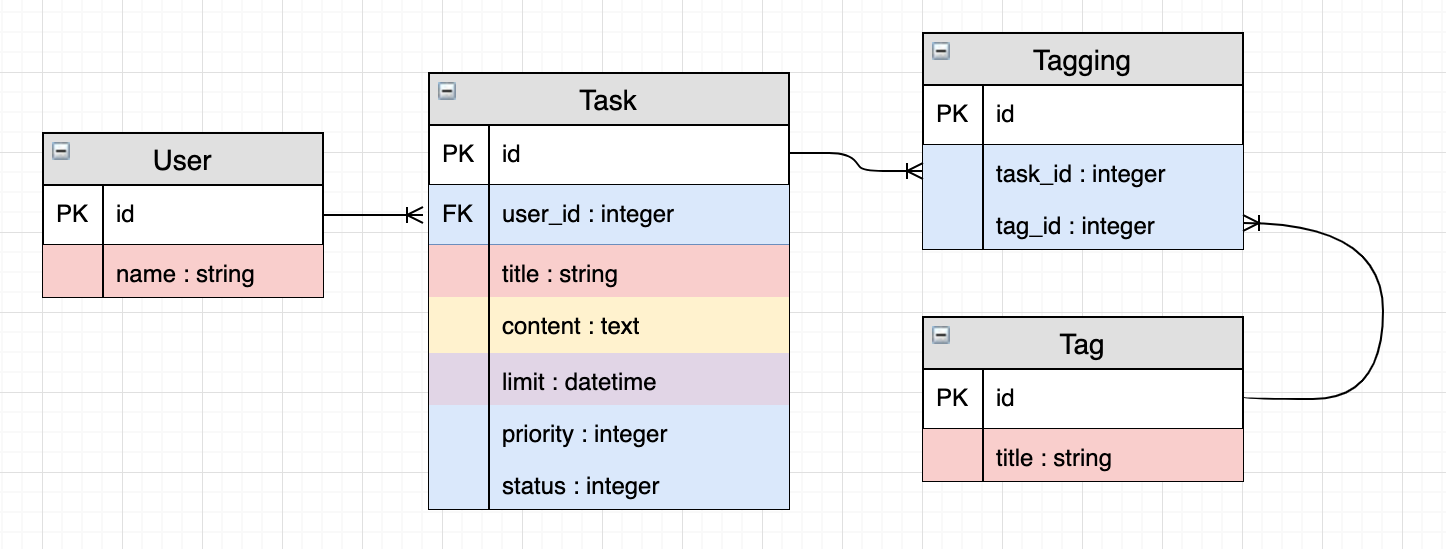 User
PK id
name : string
Task
PK id
FK user_id : integer
title : string
content : text
limit : datetime
priority : integer
status : integer
Tagging
PK id
task_id : integer
tag_id : integer
Tag
PK id
title : string